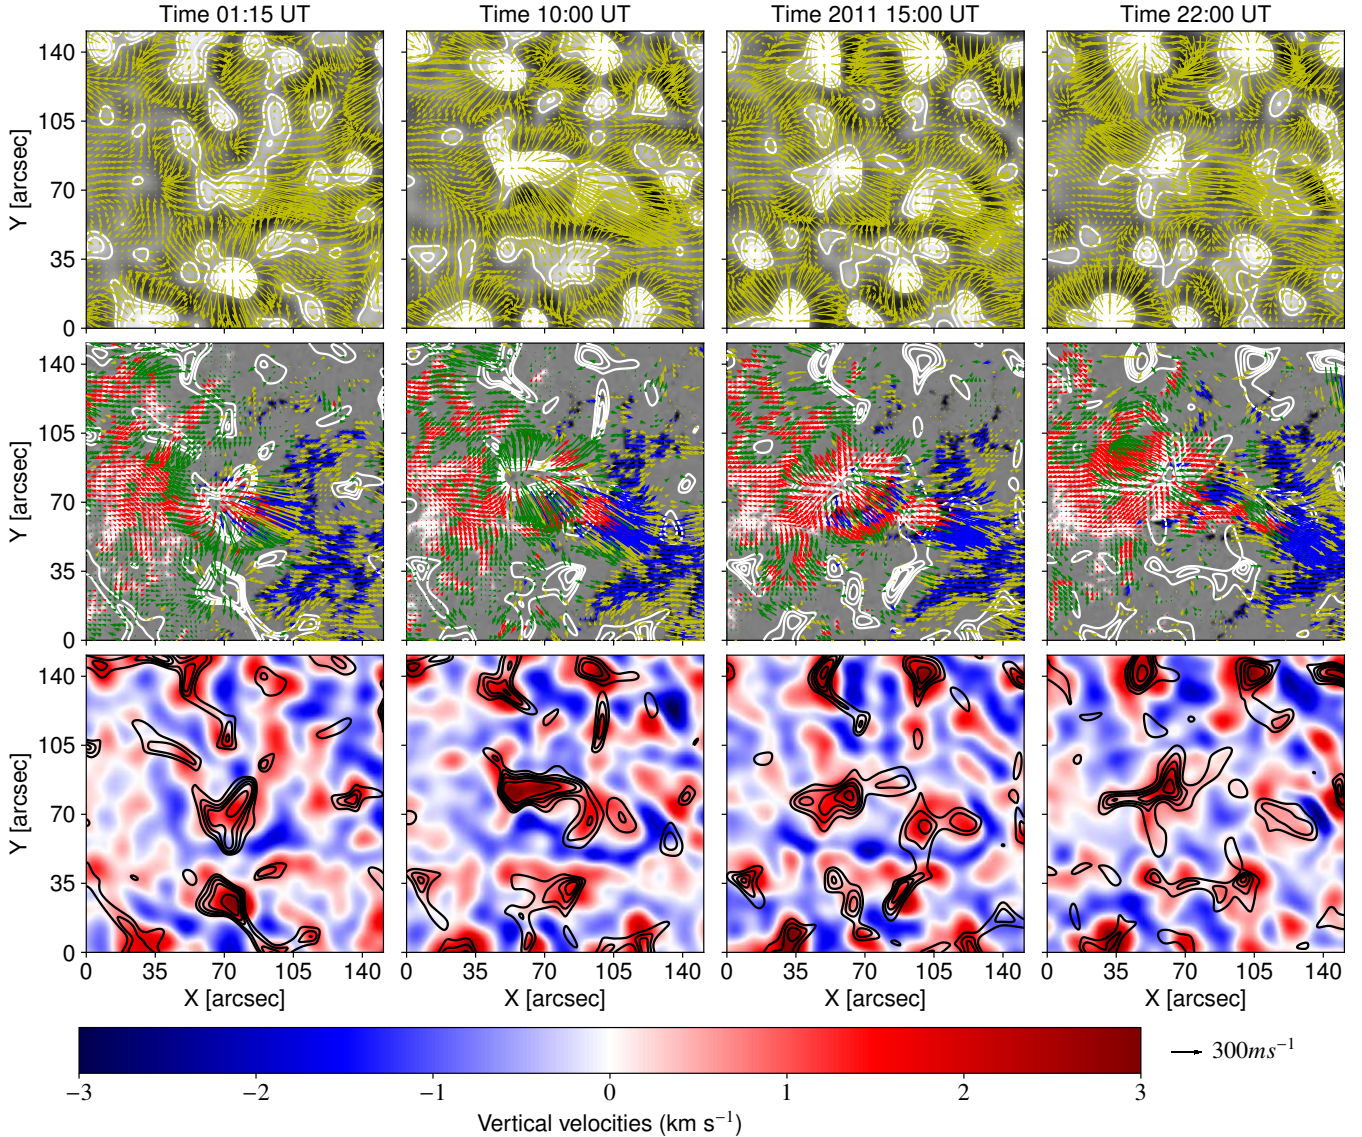 Time 01:15 UT Time 10:00 UT Time 2011 15:00 UT Time 22:00 UT
140
105
70
35
0
Y [arcsec]
140
105
70
35
0
Y [arcsec]
140
105
70
35
0
Y [arcsec]
0 35 70 105 140 0 35 70 105 140 0 35 70 105 140 0 35 70 105 140
X [arcsec] X [arcsec] X [arcsec] X [arcsec]
300ms⁻¹
−3 −2 −1 0 1 2 3
Vertical velocities (km s⁻¹)